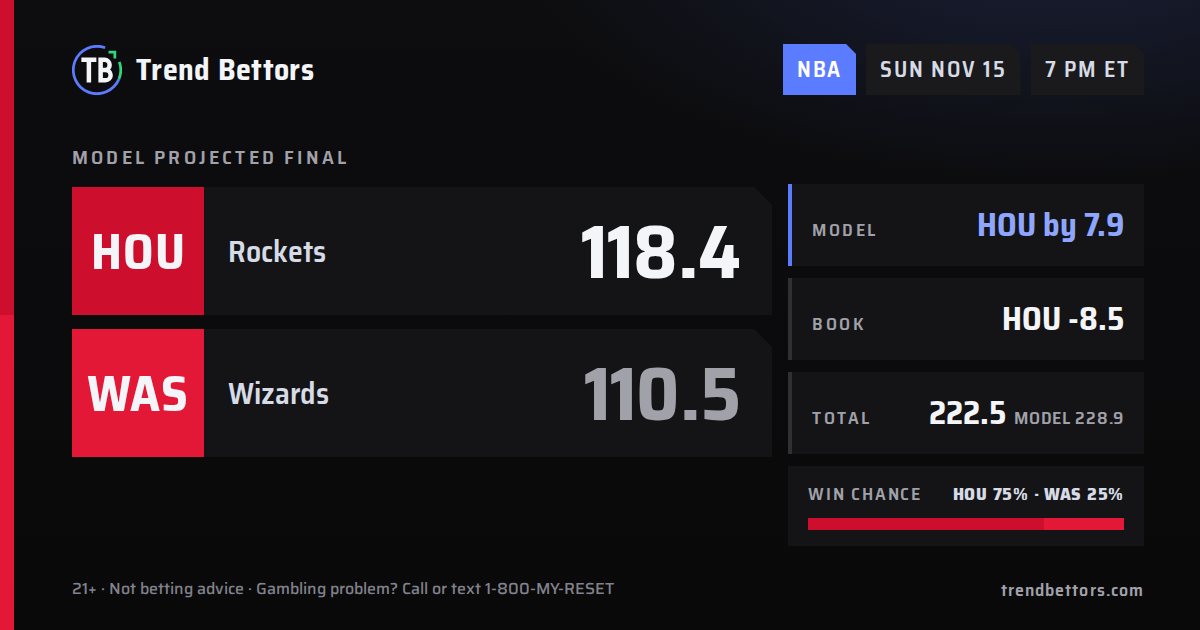 TB Trend Bettors
NBA SUN NOV 15 7 PM ET
MODEL PROJECTED FINAL
HOU Rockets 118.4
WAS Wizards 110.5
MODEL HOU by 7.9
BOOK HOU -8.5
TOTAL 222.5 MODEL 228.9
WIN CHANCE HOU 75% · WAS 25%
21+ · Not betting advice · Gambling problem? Call or text 1-800-MY-RESET
trendbettors.com